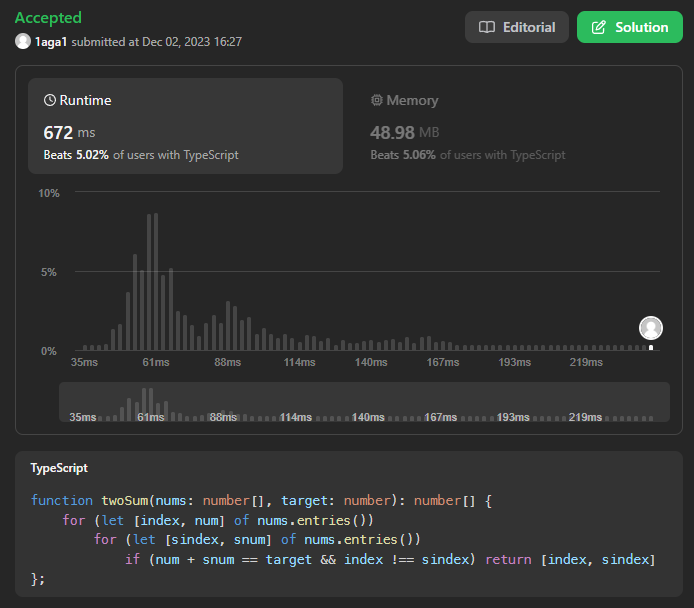 Accepted
Editorial
Solution
1aga1 submitted at Dec 02, 2023 16:27
Runtime
Memory
672 ms
48.98 MB
Beats 5.02% of users with TypeScript
Beats 5.06% of users with TypeScript
10%
5%
0%
35ms 61ms 88ms 114ms 140ms 167ms 193ms 219ms
35ms 61ms 88ms 114ms 140ms 167ms 193ms 219ms
TypeScript
function twoSum(nums: number[], target: number): number[] {
    for (let [index, num] of nums.entries())
        for (let [sindex, snum] of nums.entries())
            if (num + snum == target && index !== sindex) return [index, sindex]
};